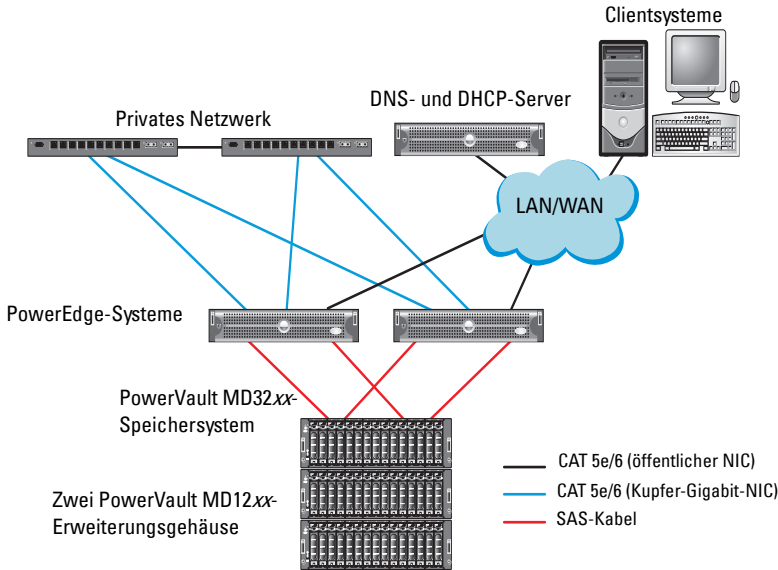 Clientsysteme
DNS- und DHCP-Server
Privates Netzwerk
LAN/WAN
PowerEdge-Systeme
PowerVault MD32xx-
Speichersystem
Zwei PowerVault MD12xx-
Erweiterungsgehäuse
CAT 5e/6 (öffentlicher NIC)
CAT 5e/6 (Kupfer-Gigabit-NIC)
SAS-Kabel